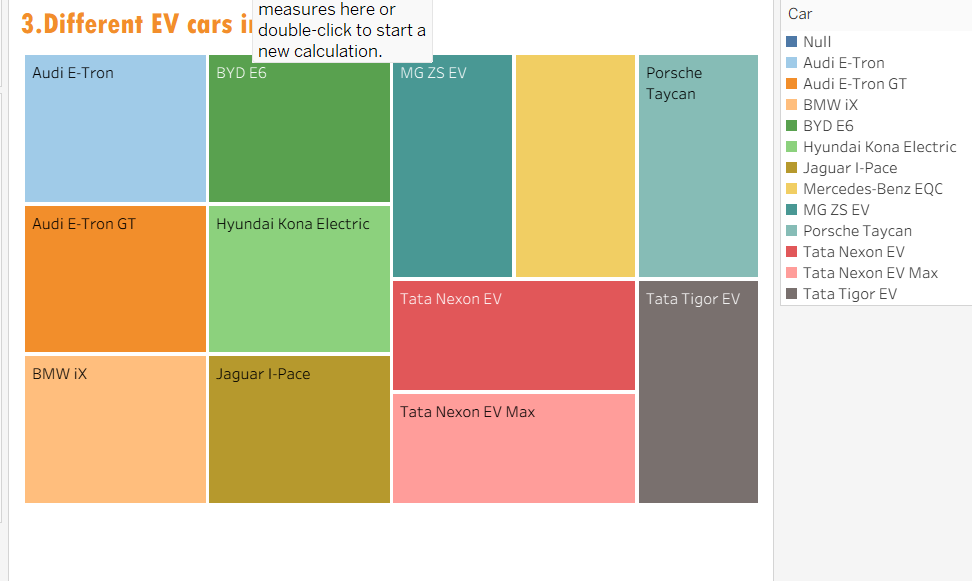 measures here or
double-click to start a
new calculation.
3.Different EV cars i
Audi E-Tron
BYD E6
MG ZS EV
Porsche
Taycan
Audi E-Tron GT
Hyundai Kona Electric
Tata Nexon EV
Tata Tigor EV
BMW iX
Jaguar I-Pace
Tata Nexon EV Max
Car
Null
Audi E-Tron
Audi E-Tron GT
BMW iX
BYD E6
Hyundai Kona Electric
Jaguar I-Pace
Mercedes-Benz EQC
MG ZS EV
Porsche Taycan
Tata Nexon EV
Tata Nexon EV Max
Tata Tigor EV